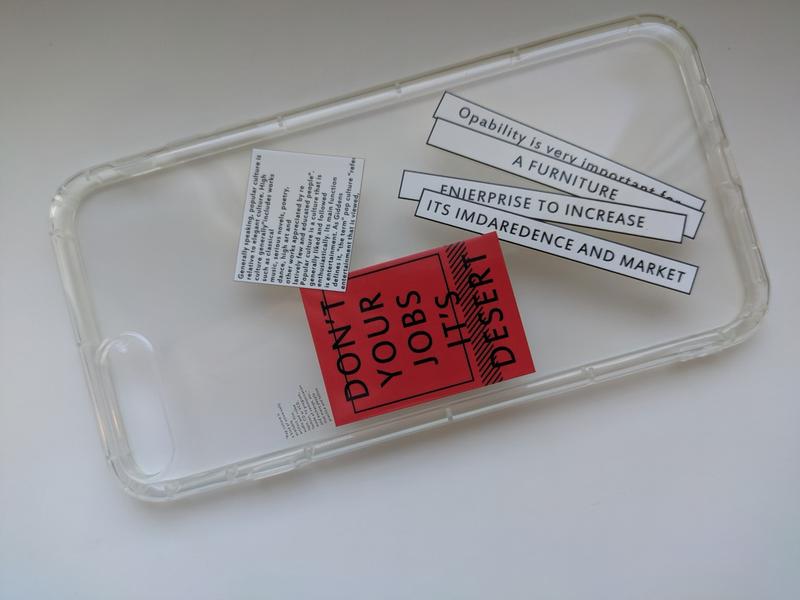 Opability is very important for
A FURNITURE
ENIERPRISE TO INCREASE
ITS IMDAREDENCE AND MARKET
Generally speaking, popular culture is
relative to elegant culture. High
culture generally includes works
such as classical
music, serious novels, poetry,
dance, high art and
other works appreciated by re
latively few and educated people".
Popular culture is a culture that is
generally liked and followed
enthusiastically. Its main function
is entertainment. As Guddens
defines it, "the term" pop culture "refer
entertainment that is viewed,
DON'T
YOUR
JOBS
IT'S
DESERT